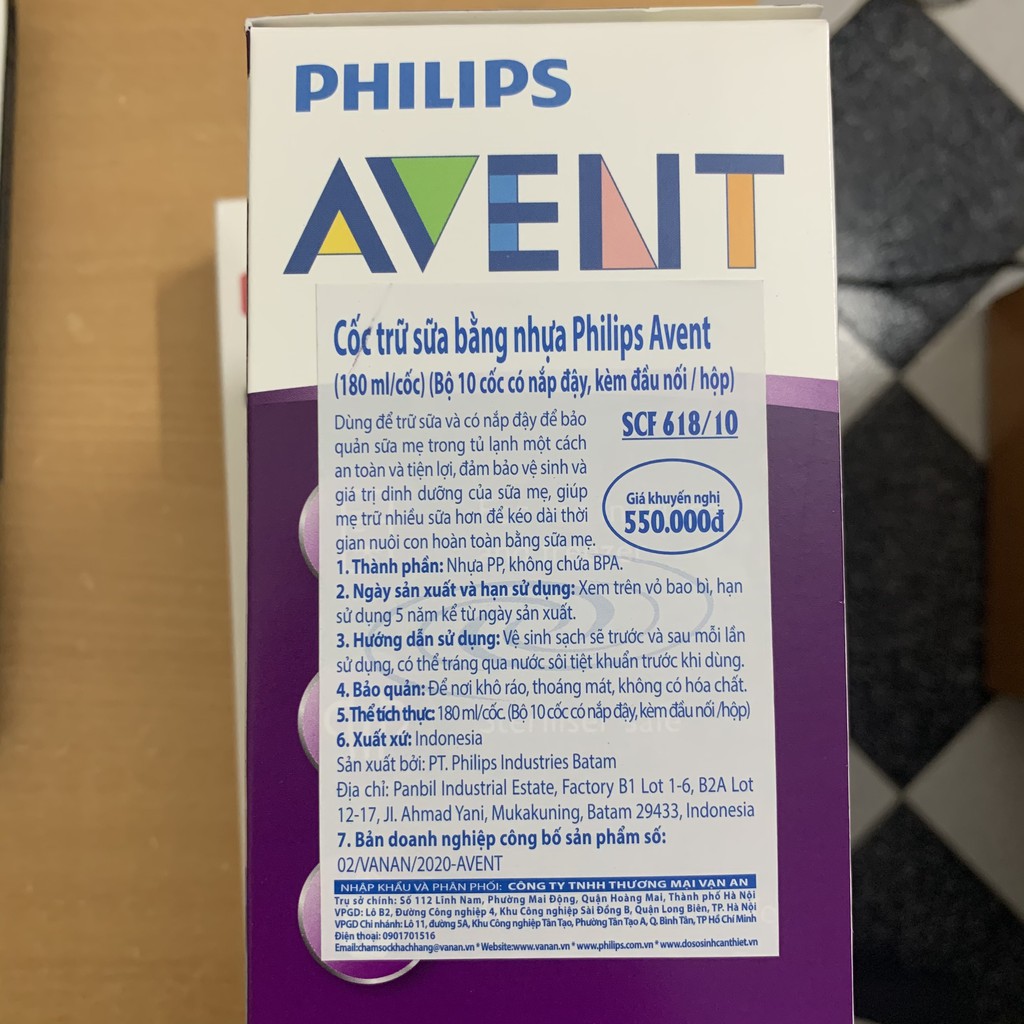 PHILIPS
AVENT
Cốc trữ sữa bằng nhựa Philips Avent
(180 ml/cốc) (Bộ 10 cốc có nắp đậy, kèm đầu nối / hộp)
Dùng để trữ sữa và có nắp đậy để bảo
quản sữa mẹ trong tủ lạnh một cách
an toàn và tiện lợi, đảm bảo vệ sinh và
giá trị dinh dưỡng của sữa mẹ, giúp
mẹ trữ nhiều sữa hơn để kéo dài thời
gian nuôi con hoàn toàn bằng sữa mẹ.
SCF 618/10
Giá khuyến nghị
550.000đ
1. Thành phần: Nhựa PP, không chứa BPA.
2. Ngày sản xuất và hạn sử dụng: Xem trên vỏ bao bì, hạn
sử dụng 5 năm kể từ ngày sản xuất.
3. Hướng dẫn sử dụng: Vệ sinh sạch sẽ trước và sau mỗi lần
sử dụng, có thể tráng qua nước sôi tiệt khuẩn trước khi dùng.
4. Bảo quản: Để nơi khô ráo, thoáng mát, không có hóa chất.
5. Thể tích thực: 180 ml/cốc. (Bộ 10 cốc có nắp đậy, kèm đầu nối /hộp)
6. Xuất xứ: Indonesia
Sản xuất bởi: PT. Philips Industries Batam
Địa chỉ: Panbil Industrial Estate, Factory B1 Lot 1-6, B2A Lot
12-17, Jl. Ahmad Yani, Mukakuning, Batam 29433, Indonesia
7. Bản doanh nghiệp công bố sản phẩm số:
02/VANAN/2020-AVENT
NHẬP KHẨU VÀ PHÂN PHỐI: CÔNG TY TNHH THƯƠNG MẠI VẠN AN
Trụ sở chính: Số 112 Lĩnh Nam, Phường Mai Động, Quận Hoàng Mai, Thành phố Hà Nội
VPGD: Lô B2, Đường Công nghiệp 4, Khu Công nghiệp Sài Đồng B, Quận Long Biên, TP. Hà Nội
VPGD Chi nhánh: Lô 11, đường 5A, Khu Công nghiệp Tân Tạo, Phường Tân Tạo A, Q. Bình Tân, TP Hồ Chí Minh
Điện thoại: 0901701516
Email:chamsockhachhang@vanan.vn * Website:www.vanan.vn * www.philips.com.vn * www.dososinhcanthiet.vn